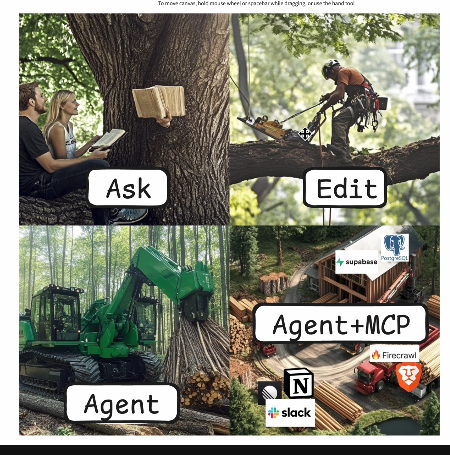 To move canvas, hold mouse wheel or spacebar while dragging, or use the hand tool
Ask
Edit
Agent
PostgreSQL
supabase
Agent+MCP
Firecrawl
N
slack